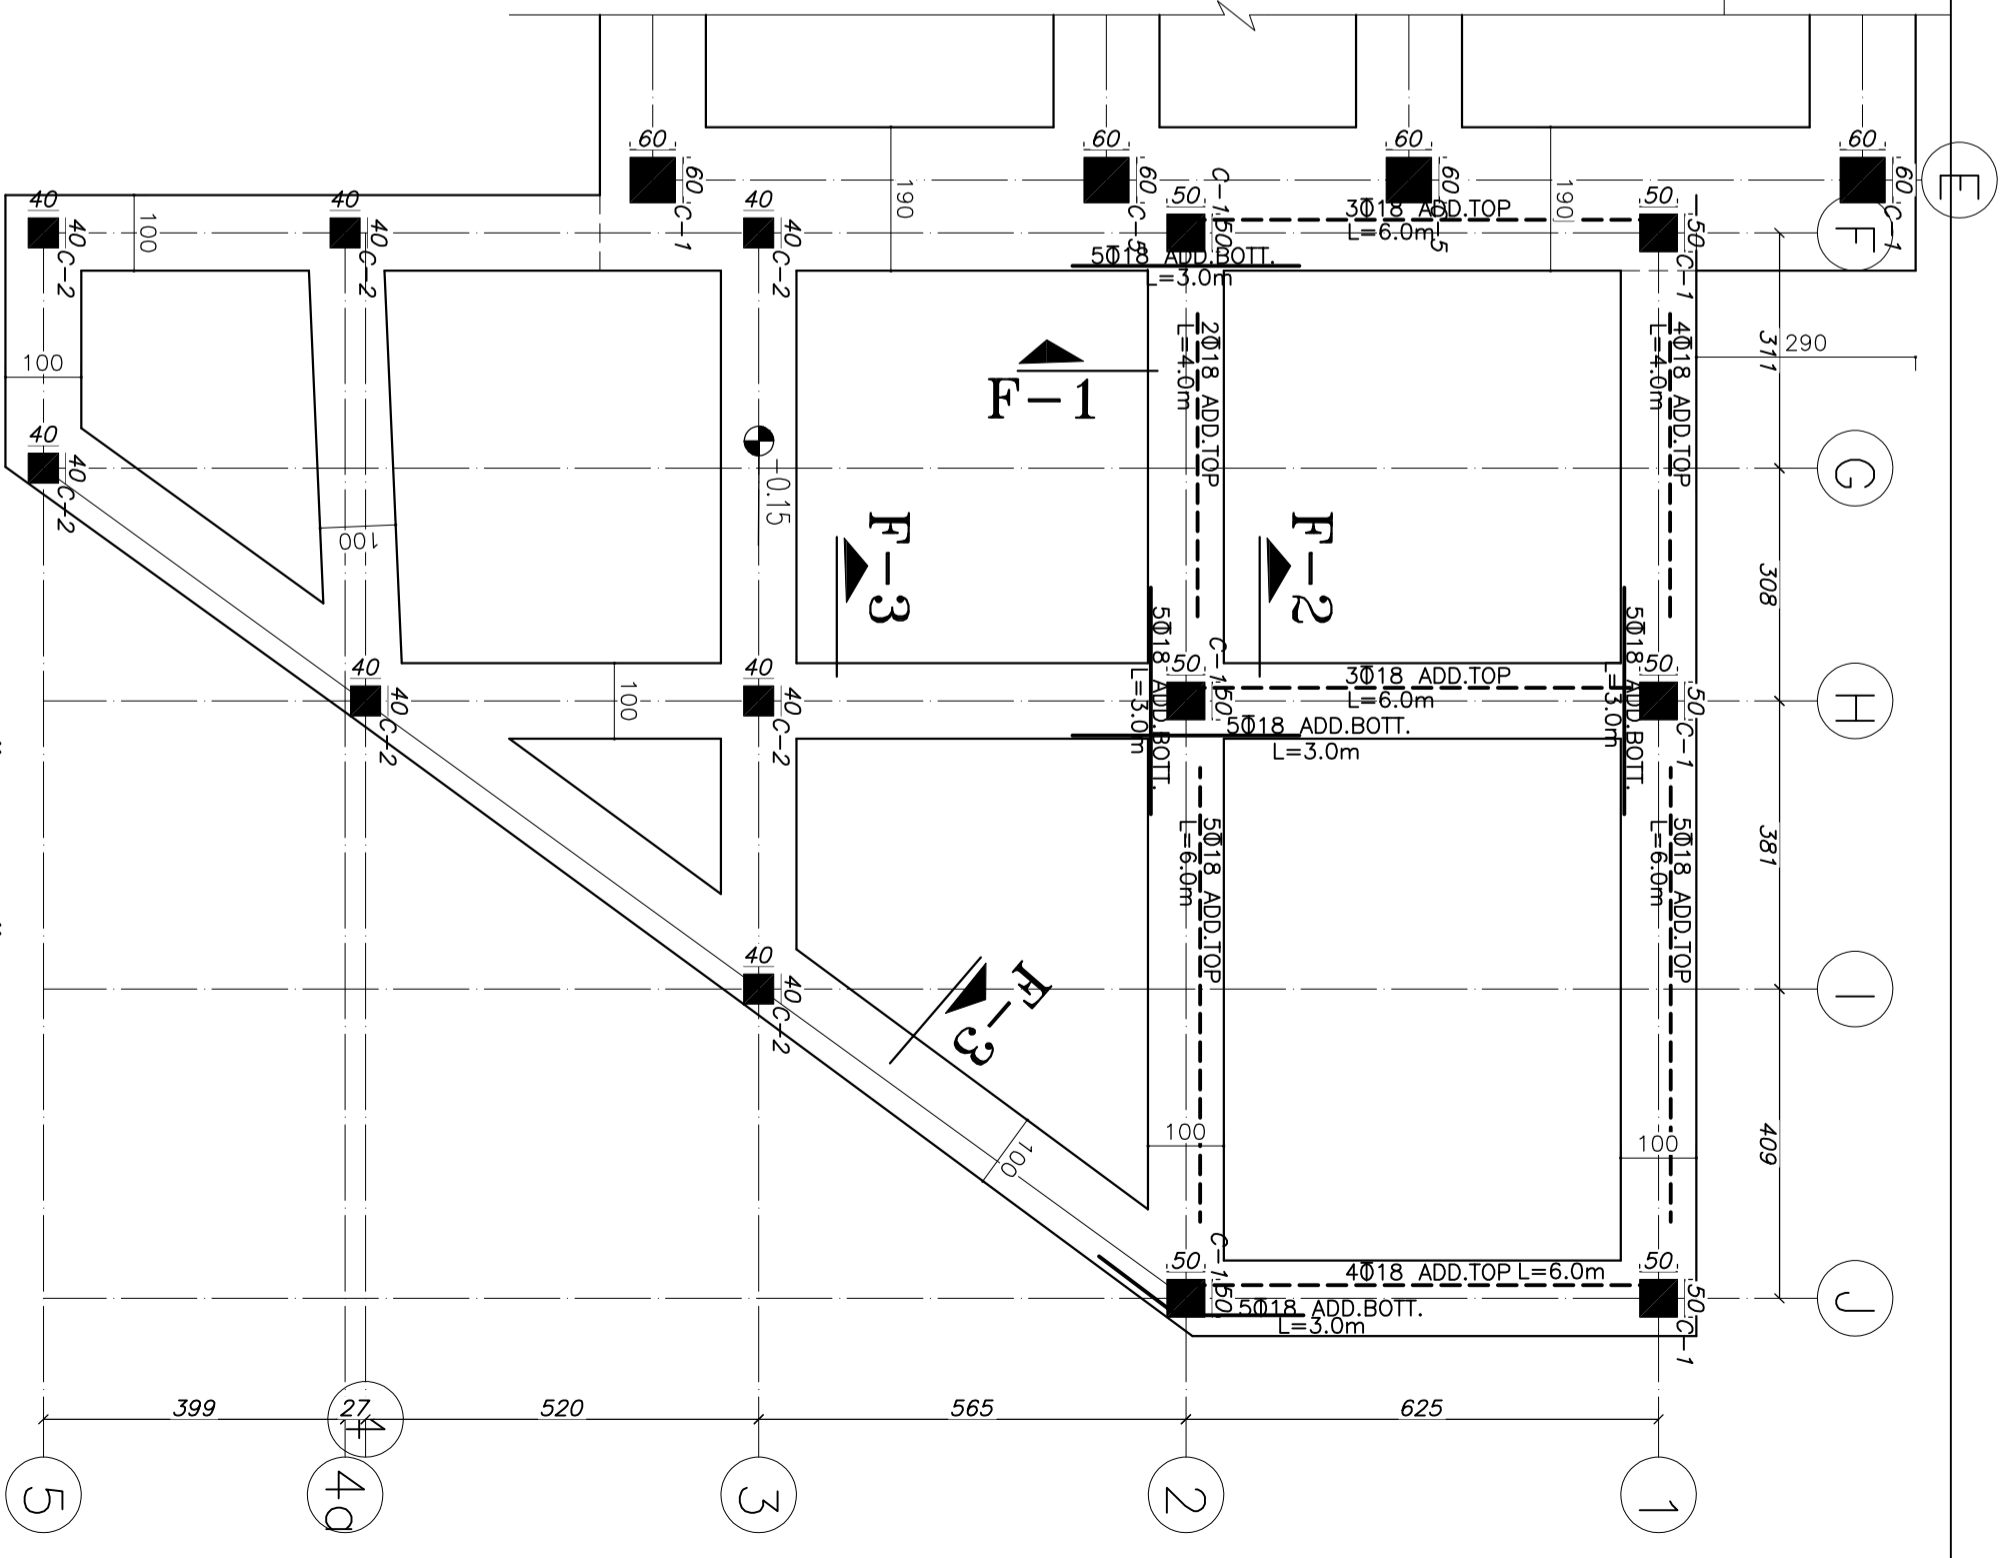 60
60
60
60
E
60
60
60
60
C-1
C-5
5
C-1
190
190
40
40
40
50
50
40
40
40
50
50
C-2
C-2
C-2
C-1
C-1
F
100
3Φ18 ADD.TOP
L=6.0m
5Φ18 ADD.BOTT.
L=3.0m
2Φ18 ADD.TOP
L=4.0m
4Φ18 ADD.TOP
L=4.0m
311
290
100
F-1
40
40
C-2
-0.15
G
100
F-3
F-2
308
5Φ18 ADD.BOTT.
L=3.0m
5Φ18 ADD.BOTT.
L=3.0m
40
40
C-2
100
40
40
C-2
50
50
C-1
3Φ18 ADD.TOP
L=6.0m
50
50
C-1
H
5Φ18 ADD.BOTT.
L=3.0m
381
5Φ18 ADD.TOP
L=6.0m
5Φ18 ADD.TOP
L=6.0m
40
40
C-2
F-3
I
100
100
100
409
50
50
C-1
4Φ18 ADD.TOP L=6.0m
50
50
C-1
5Φ18 ADD.BOTT.
L=3.0m
J
399
27
520
565
625
4
5
4a
3
2
1